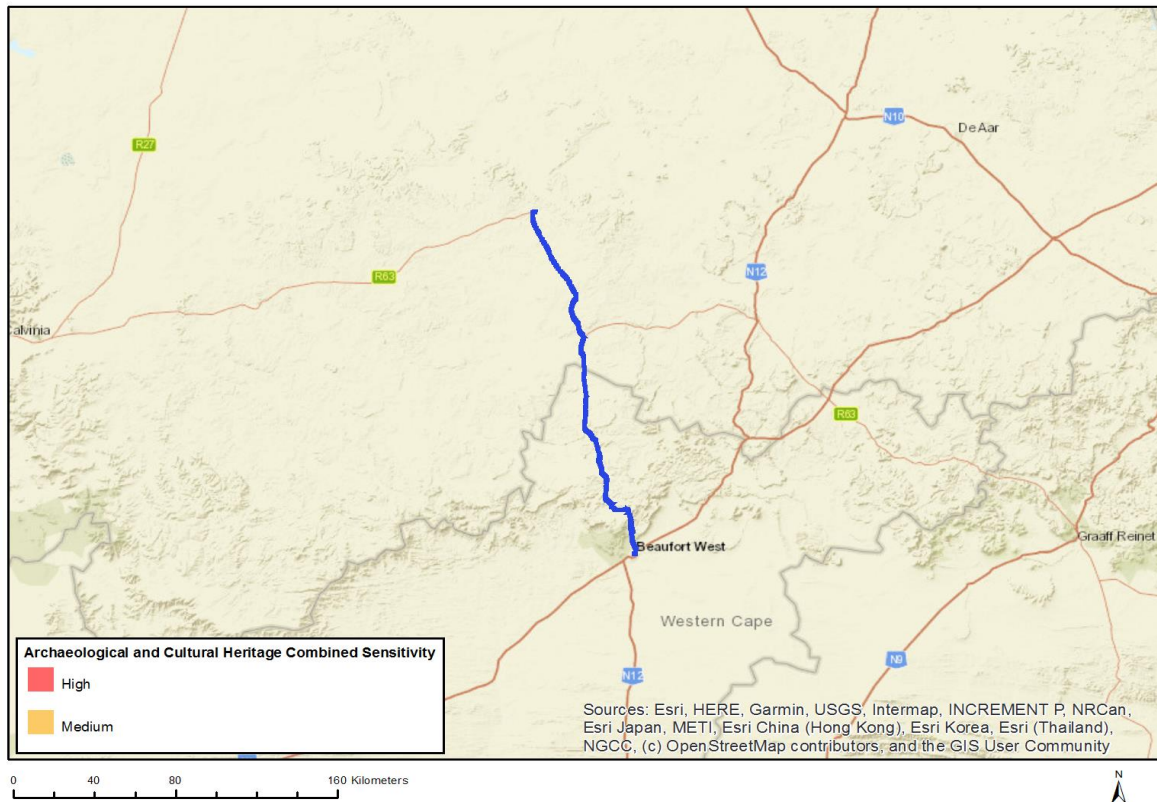 N10
De Aar
R27
N12
R63
alvinia
R63
Beaufort West
Graaff Reinet
Western Cape
N9
N12
Archaeological and Cultural Heritage Combined Sensitivity
High
Medium
Sources: Esri, HERE, Garmin, USGS, Intermap, INCREMENT P, NRCan,
Esri Japan, METI, Esri China (Hong Kong), Esri Korea, Esri (Thailand),
NGCC, (c) OpenStreetMap contributors, and the GIS User Community
0 40 80 160 Kilometers
N